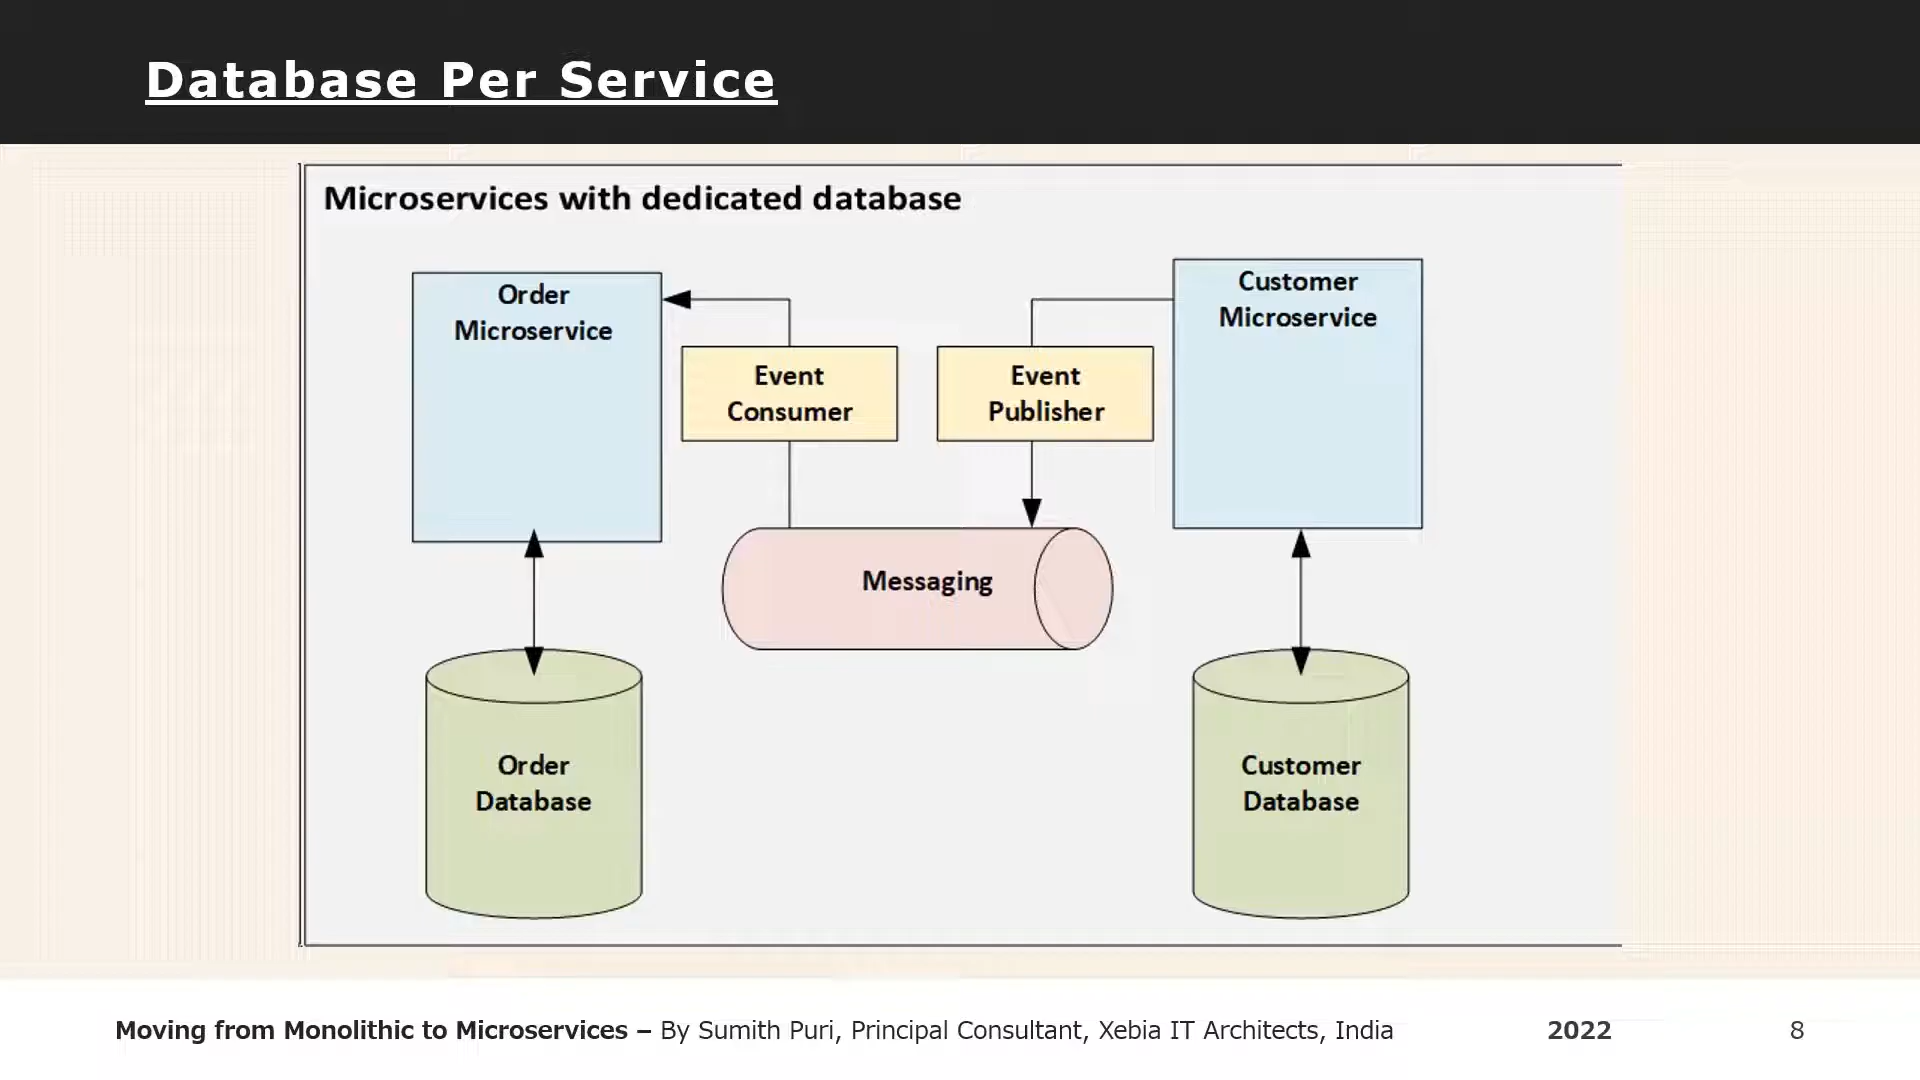 Database Per Service
Microservices with dedicated database
Order
Microservice
Customer
Microservice
Event
Consumer
Event
Publisher
Messaging
Order
Database
Customer
Database
Moving from Monolithic to Microservices – By Sumith Puri, Principal Consultant, Xebia IT Architects, India 2022 8